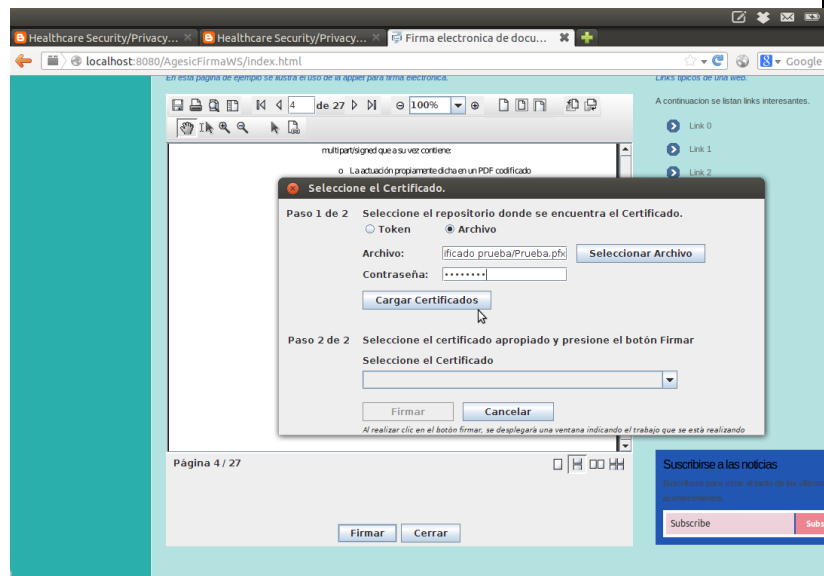 Healthcare Security/Privacy... Healthcare Security/Privacy... Firma electronica de docu...
localhost:8080/AgesicFirmaWS/index.html Google
En esta pagina de ejemplo se ilustra el uso de la applet para firma electronica.
Links tipicos de una web.
4 de 27 100%
A continuacion se listan links interesantes.
Link 0
Link 1
Link 2
multipart/signed que a su vez contiene:
o La actuación propiamente dicha en un PDF codificado
Seleccione el Certificado.
Paso 1 de 2 Seleccione el repositorio donde se encuentra el Certificado.
Token Archivo
Archivo: ificado prueba/Prueba.pfx Seleccionar Archivo
Contraseña: ••••••••
Cargar Certificados
Paso 2 de 2 Seleccione el certificado apropiado y presione el botón Firmar
Seleccione el Certificado
Firmar Cancelar
Al realizar clic en el botón firmar, se desplegará una ventana indicando el trabajo que se está realizando
Página 4 / 27
Suscribirse a las noticias
Subscribe Subs
Firmar Cerrar